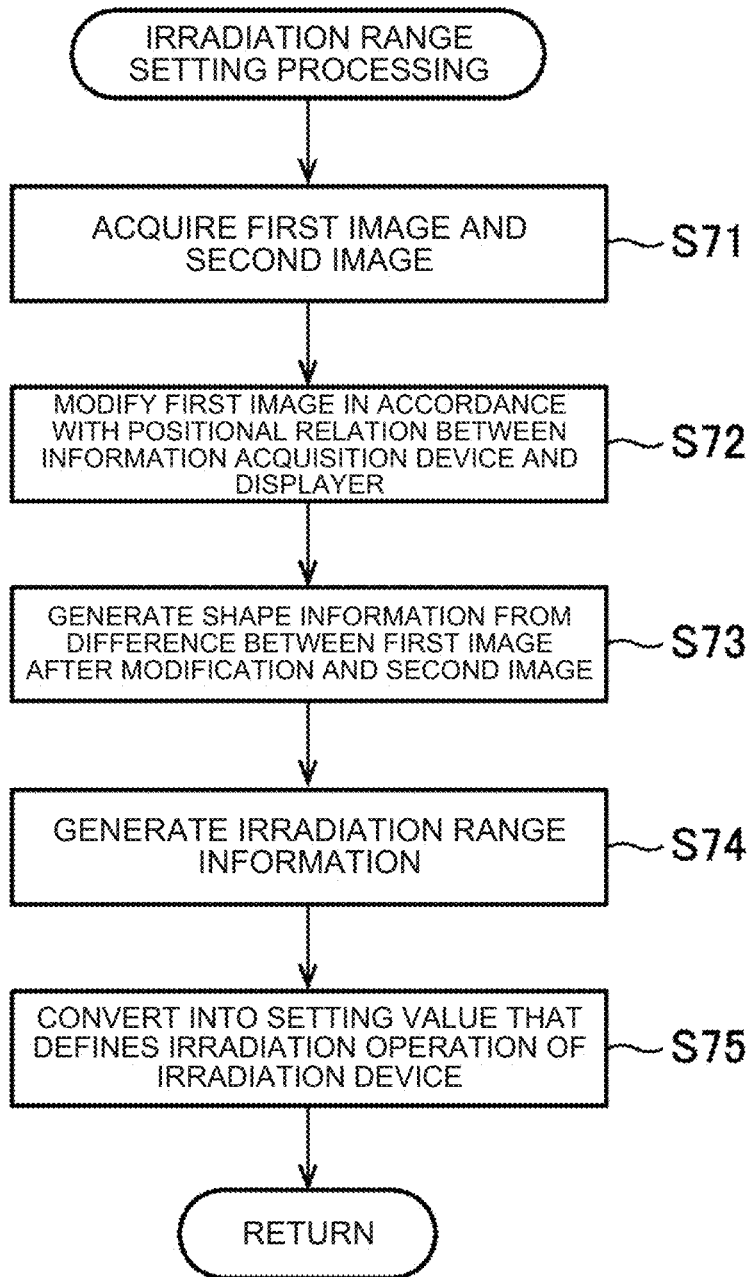 IRRADIATION RANGE
SETTING PROCESSING
ACQUIRE FIRST IMAGE AND
SECOND IMAGE
S71
MODIFY FIRST IMAGE IN ACCORDANCE
WITH POSITIONAL RELATION BETWEEN
INFORMATION ACQUISITION DEVICE AND
DISPLAYER
S72
GENERATE SHAPE INFORMATION FROM
DIFFERENCE BETWEEN FIRST IMAGE
AFTER MODIFICATION AND SECOND IMAGE
S73
GENERATE IRRADIATION RANGE
INFORMATION
S74
CONVERT INTO SETTING VALUE THAT
DEFINES IRRADIATION OPERATION OF
IRRADIATION DEVICE
S75
RETURN